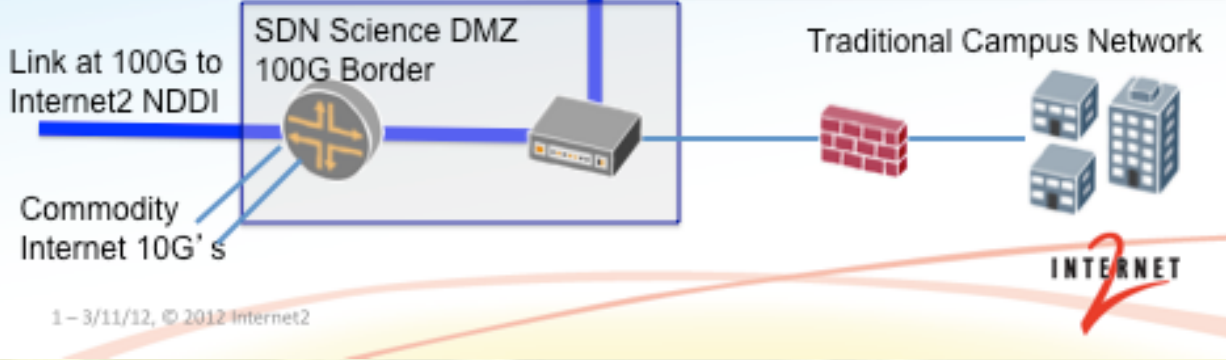 SDN Science DMZ
100G Border
Link at 100G to
Internet2 NDDI
Traditional Campus Network
Commodity
Internet 10G's
INTERNET
2
1 – 3/11/12, © 2012 Internet2